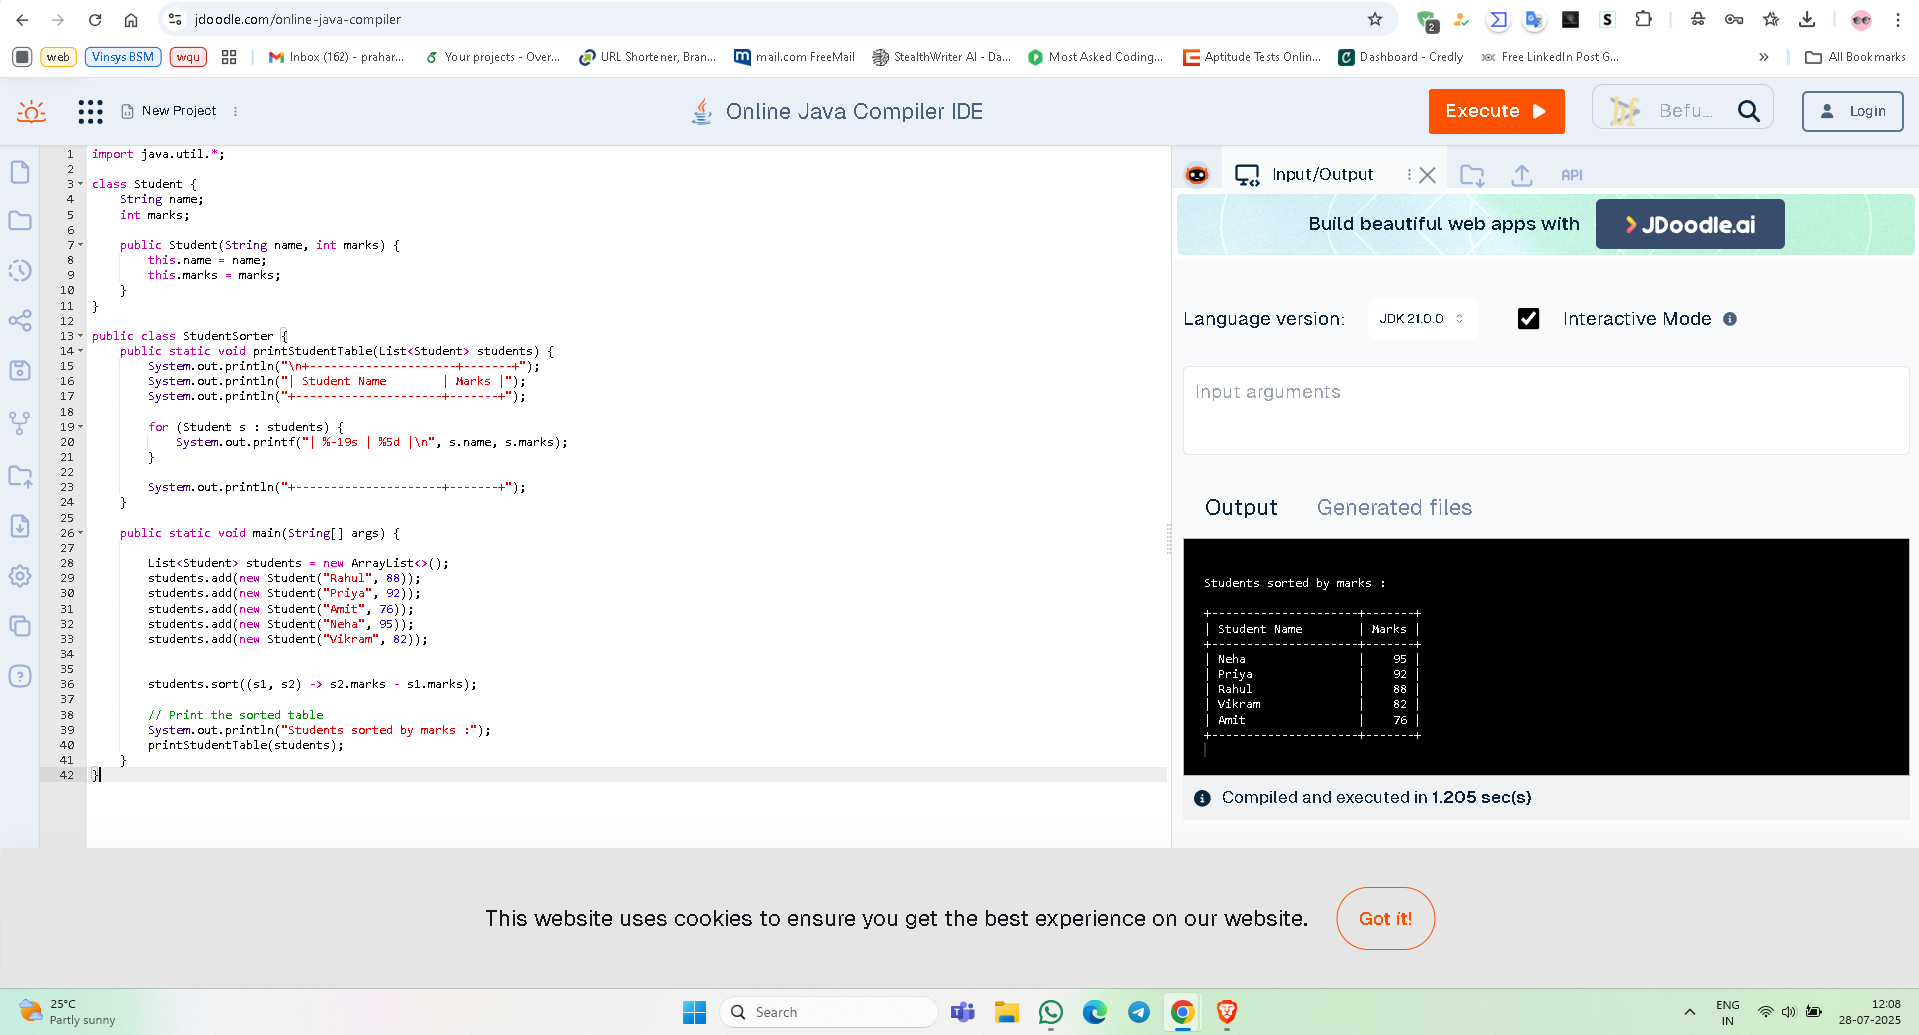 jdoodle.com/online-java-compiler
2
S
web
Vinsys BSM
wqu
Inbox (162) - prahar...
Your projects - Over...
URL Shortener, Bran...
mail.com FreeMail
StealthWriter AI - Da...
Most Asked Coding...
Aptitude Tests Onlin...
Dashboard - Credly
Free LinkedIn Post G...
»
All Bookmarks
New Project
Online Java Compiler IDE
Execute
Befu...
Login
1 import java.util.*;
2
3 class Student {
4     String name;
5     int marks;
6
7     public Student(String name, int marks) {
8         this.name = name;
9         this.marks = marks;
10     }
11 }
12
13 public class StudentSorter {
14     public static void printStudentTable(List<Student> students) {
15         System.out.println("\n+---------------------+-------+");
16         System.out.println("| Student Name        | Marks |");
17         System.out.println("+---------------------+-------+");
18
19         for (Student s : students) {
20             System.out.printf("| %-19s | %5d |\n", s.name, s.marks);
21         }
22
23         System.out.println("+---------------------+-------+");
24     }
25
26     public static void main(String[] args) {
27
28         List<Student> students = new ArrayList<>();
29         students.add(new Student("Rahul", 88));
30         students.add(new Student("Priya", 92));
31         students.add(new Student("Amit", 76));
32         students.add(new Student("Neha", 95));
33         students.add(new Student("Vikram", 82));
34
35
36         students.sort((s1, s2) -> s2.marks - s1.marks);
37
38         // Print the sorted table
39         System.out.println("Students sorted by marks :");
40         printStudentTable(students);
41     }
42 }
Input/Output
API
Build beautiful web apps with
JDoodle.ai
Language version:
JDK 21.0.0
Interactive Mode
Input arguments
Output
Generated files
Students sorted by marks :
+---------------------+-------+
| Student Name        | Marks |
+---------------------+-------+
| Neha                |    95 |
| Priya               |    92 |
| Rahul               |    88 |
| Vikram              |    82 |
| Amit                |    76 |
+---------------------+-------+
Compiled and executed in 1.205 sec(s)
This website uses cookies to ensure you get the best experience on our website.
Got it!
25°C
Partly sunny
Search
ENG
IN
12:08
28-07-2025